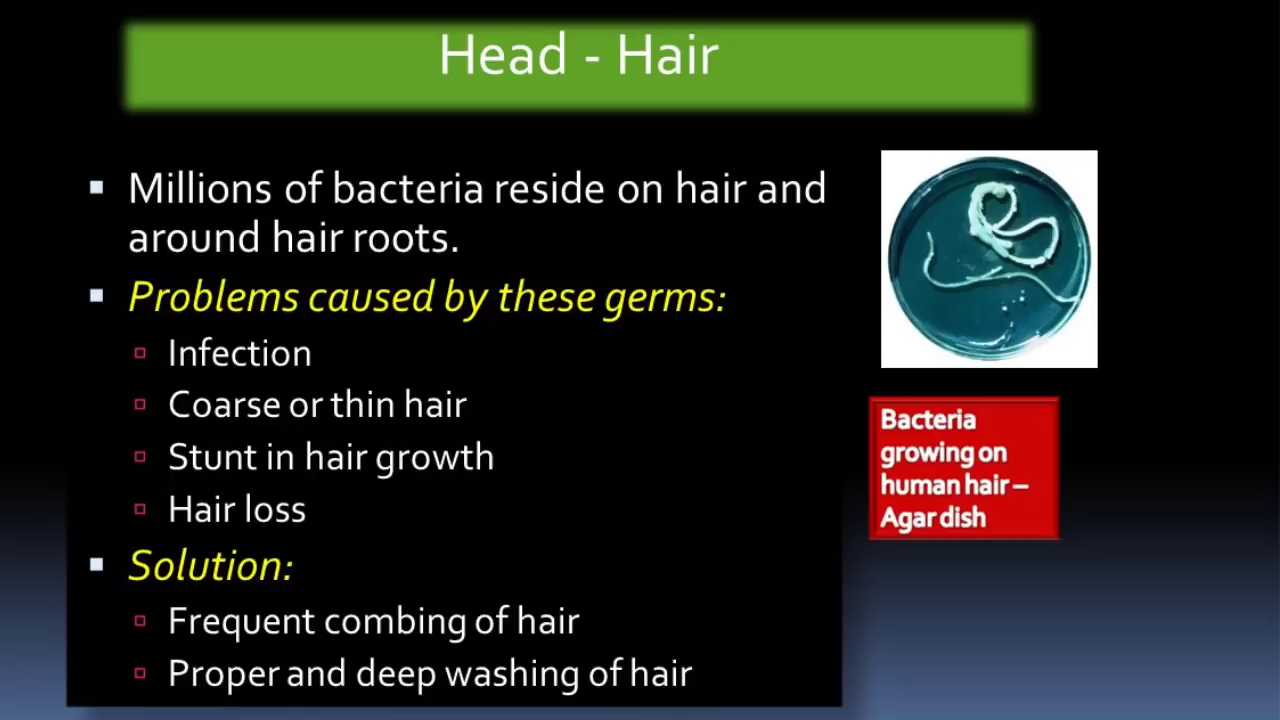 Head - Hair
Millions of bacteria reside on hair and
around hair roots.
Problems caused by these germs:
Infection
Coarse or thin hair
Stunt in hair growth
Hair loss
Solution:
Frequent combing of hair
Proper and deep washing of hair
Bacteria
growing on
human hair –
Agar dish